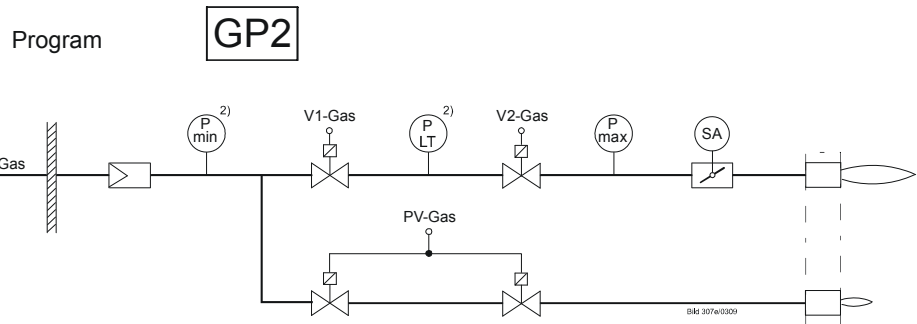 Program GP2
P min 2)
V1-Gas
P LT 2)
V2-Gas
P max
SA
Gas
PV-Gas
Bild 307e/0309